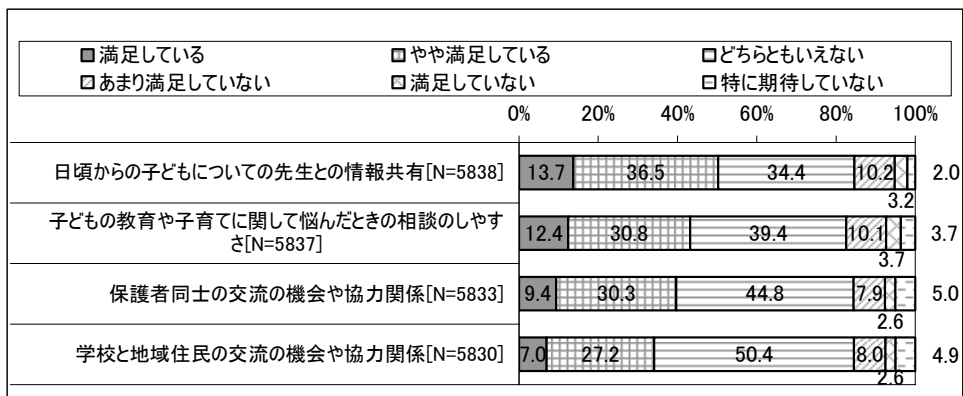 ■満足している やや満足している どちらともいえない
あまり満足していない 満足していない 特に期待していない
0% 20% 40% 60% 80% 100%
日頃からの子どもについての先生との情報共有[N=5838] 13.7 36.5 34.4 10.2 2.0
3.2
子どもの教育や子育てに関して悩んだときの相談のしやす
さ[N=5837] 12.4 30.8 39.4 10.1 3.7
3.7
保護者同士の交流の機会や協力関係[N=5833] 9.4 30.3 44.8 7.9 5.0
2.6
学校と地域住民の交流の機会や協力関係[N=5830] 7.0 27.2 50.4 8.0 4.9
2.6